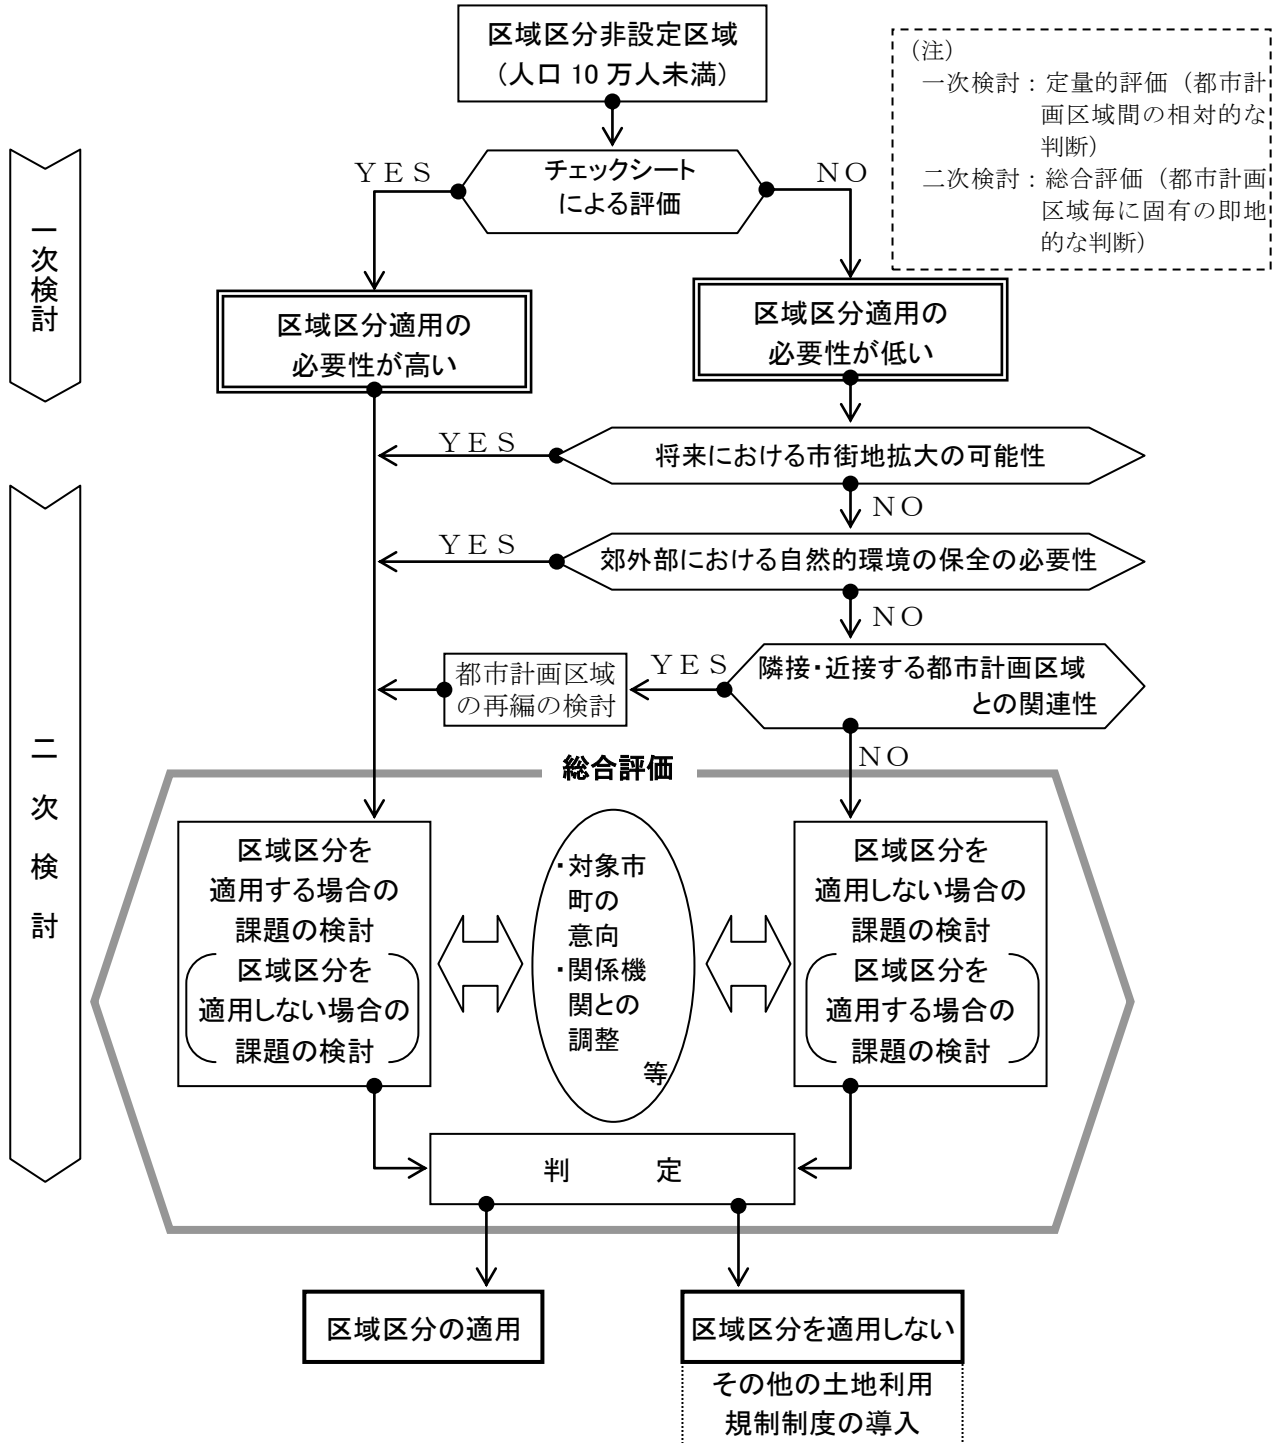 区域区分非設定区域
（人口 10 万人未満）
（注）
一次検討：定量的評価（都市計
画区域間の相対的な
判断）
二次検討：総合評価（都市計画
区域毎に固有の即地
的な判断）
一次検討
ＹＥＳ
チェックシート
による評価
ＮＯ
区域区分適用の
必要性が高い
区域区分適用の
必要性が低い
ＹＥＳ
将来における市街地拡大の可能性
ＮＯ
二次検討
ＹＥＳ
郊外部における自然的環境の保全の必要性
ＮＯ
都市計画区域
の再編の検討
ＹＥＳ
隣接・近接する都市計画区域
との関連性
ＮＯ
総合評価
区域区分を
適用する場合の
課題の検討
区域区分を
適用しない場合の
課題の検討
・対象市
町の
意向
・関係機
関との
調整
等
区域区分を
適用しない場合の
課題の検討
区域区分を
適用する場合の
課題の検討
判　　定
区域区分の適用
区域区分を適用しない
その他の土地利用
規制制度の導入